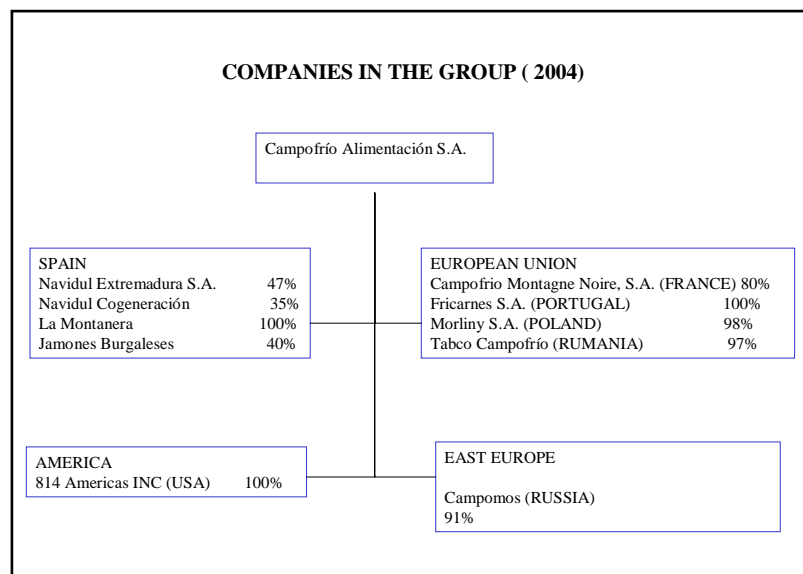 COMPANIES IN THE GROUP ( 2004)
Campofrío Alimentación S.A.
SPAIN
Navidul Extremadura S.A. 47%
Navidul Cogeneración 35%
La Montanera 100%
Jamones Burgaleses 40%
EUROPEAN UNION
Campofrio Montagne Noire, S.A. (FRANCE) 80%
Fricarnes S.A. (PORTUGAL) 100%
Morliny S.A. (POLAND) 98%
Tabco Campofrío (RUMANIA) 97%
AMERICA
814 Americas INC (USA) 100%
EAST EUROPE
Campomos (RUSSIA)
91%